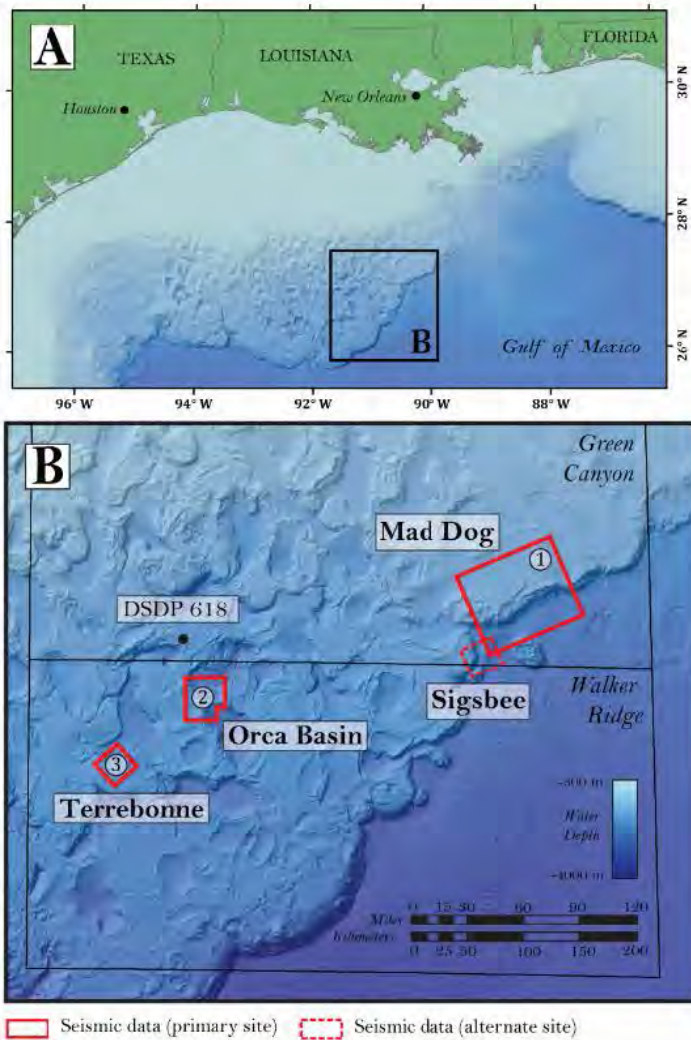 A
TEXAS
LOUISIANA
FLORIDA
Houston
New Orleans
30° N
28° N
26° N
B
Gulf of Mexico
96° W
94° W
92° W
90° W
88° W
B
Green
Canyon
Mad Dog
1
DSDP 618
Sigsbee
Walker
Ridge
2
Orca Basin
3
Terrebonne
Water
Depth
~4000 m
0 15 30 60 90 120
Miles
Kilometers
0 25 50 100 150 200
Seismic data (primary site)
Seismic data (alternate site)